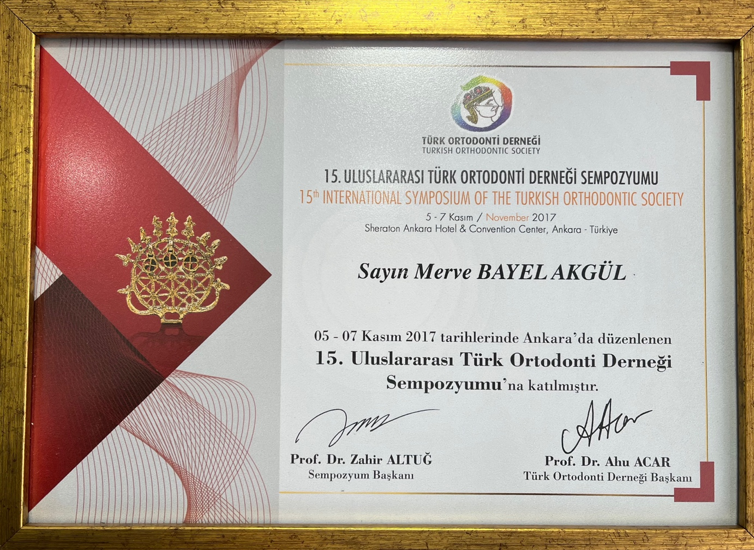 TÜRK ORTODONTİ DERNEĞİ
TURKISH ORTHODONTIC SOCIETY
15. ULUSLARARASI TÜRK ORTODONTİ DERNEĞİ SEMPOZYUMU
15th INTERNATIONAL SYMPOSIUM OF THE TURKISH ORTHODONTIC SOCIETY
5 - 7 Kasım / November 2017
Sheraton Ankara Hotel & Convention Center, Ankara - Türkiye
Sayın Merve BAYEL AKGÜL
05 - 07 Kasım 2017 tarihlerinde Ankara’da düzenlenen
15. Uluslararası Türk Ortodonti Derneği
Sempozyumu’na katılmıştır.
Prof. Dr. Zahir ALTUĞ
Sempozyum Başkanı
Prof. Dr. Ahu ACAR
Türk Ortodonti Derneği Başkanı